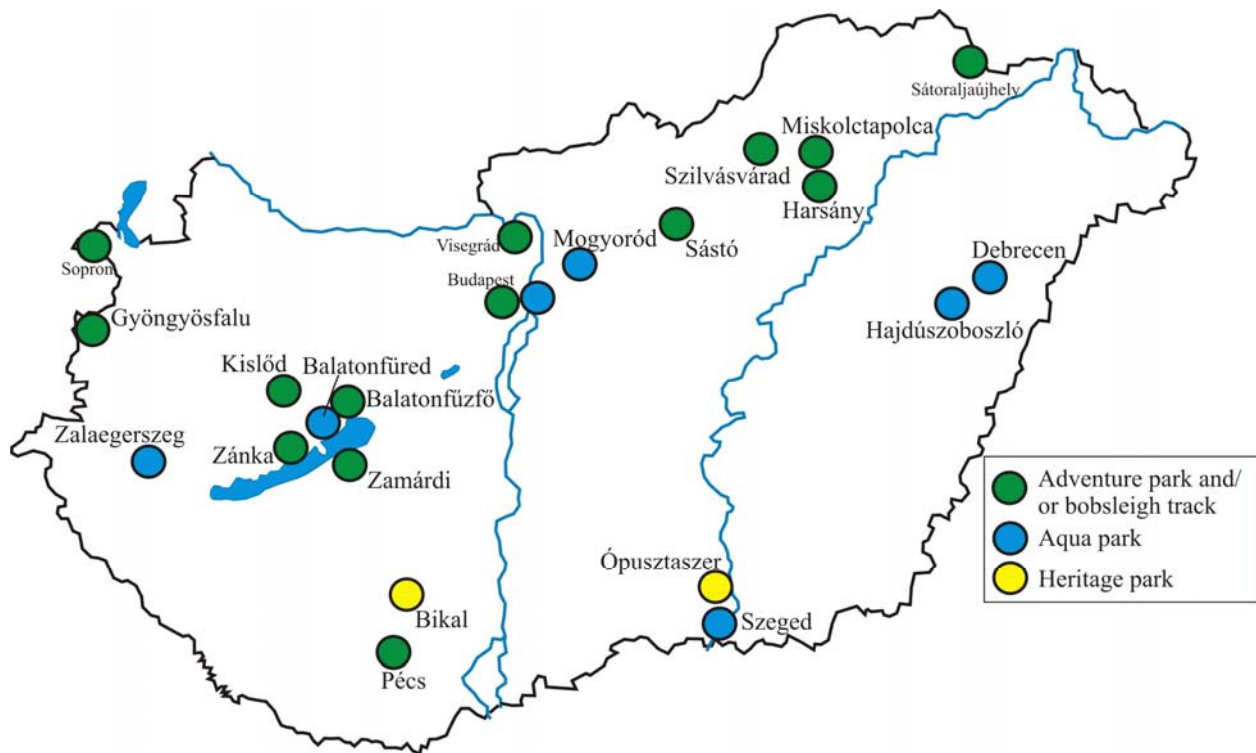 Sátoraljaújhely
Miskolctapolca
Szilvásvárad
Harsány
Visegrád
Mogyoród
Sástó
Sopron
Budapest
Debrecen
Hajdúszoboszló
Gyöngyösfalu
Kislőd
Balatonfüred
Balatonfűzfő
Zalaegerszeg
Zánka
Zamárdi
Adventure park and/
or bobsleigh track
Aqua park
Heritage park
Ópusztaszer
Bikal
Szeged
Pécs